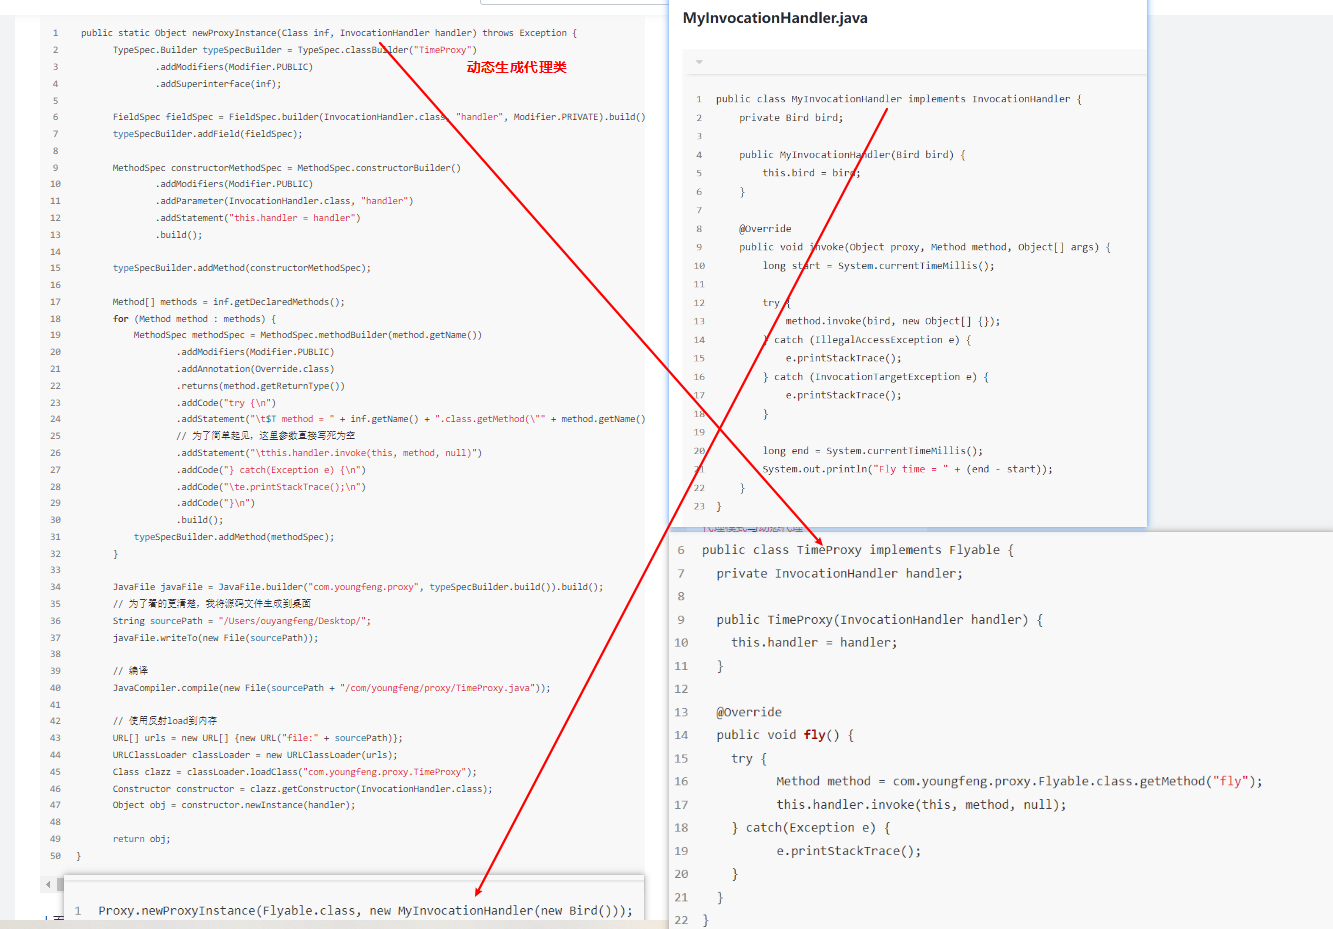 1 public static Object newProxyInstance(Class inf, InvocationHandler handler) throws Exception {
2 TypeSpec.Builder typeSpecBuilder = TypeSpec.classBuilder("TimeProxy")
3 .addModifiers(Modifier.PUBLIC)
动态生成代理类
4 .addSuperinterface(inf);
5
6 FieldSpec fieldSpec = FieldSpec.builder(InvocationHandler.class, "handler", Modifier.PRIVATE).build()
7 typeSpecBuilder.addField(fieldSpec);
8
9 MethodSpec constructorMethodSpec = MethodSpec.constructorBuilder()
10 .addModifiers(Modifier.PUBLIC)
11 .addParameter(InvocationHandler.class, "handler")
12 .addStatement("this.handler = handler")
13 .build();
14
15 typeSpecBuilder.addMethod(constructorMethodSpec);
16
17 Method[] methods = inf.getDeclaredMethods();
18 for (Method method : methods) {
19 MethodSpec methodSpec = MethodSpec.methodBuilder(method.getName())
20 .addModifiers(Modifier.PUBLIC)
21 .addAnnotation(Override.class)
22 .returns(method.getReturnType())
23 .addCode("try {\n")
24 .addStatement("\t$T method = " + inf.getName() + ".class.getMethod(\"" + method.getName()
25 // 为了简单起见，这里参数直接写死为空
26 .addStatement("\tthis.handler.invoke(this, method, null)")
27 .addCode("} catch(Exception e) {\n")
28 .addCode("\te.printStackTrace();\n")
29 .addCode("}\n")
30 .build();
31 typeSpecBuilder.addMethod(methodSpec);
32 }
33
34 JavaFile javaFile = JavaFile.builder("com.youngfeng.proxy", typeSpecBuilder.build()).build();
35 // 为了看的更清楚，我将源码文件生成到桌面
36 String sourcePath = "/Users/ouyangfeng/Desktop/";
37 javaFile.writeTo(new File(sourcePath));
38
39 // 编译
40 JavaCompiler.compile(new File(sourcePath + "/com/youngfeng/proxy/TimeProxy.java"));
41
42 // 使用反射load到内存
43 URL[] urls = new URL[] {new URL("file:" + sourcePath)};
44 URLClassLoader classLoader = new URLClassLoader(urls);
45 Class clazz = classLoader.loadClass("com.youngfeng.proxy.TimeProxy");
46 Constructor constructor = clazz.getConstructor(InvocationHandler.class);
47 Object obj = constructor.newInstance(handler);
48
49 return obj;
50 }
1 Proxy.newProxyInstance(Flyable.class, new MyInvocationHandler(new Bird()));
MyInvocationHandler.java
1 public class MyInvocationHandler implements InvocationHandler {
2 private Bird bird;
3
4 public MyInvocationHandler(Bird bird) {
5 this.bird = bird;
6 }
7
8 @Override
9 public void invoke(Object proxy, Method method, Object[] args) {
10 long start = System.currentTimeMillis();
11
12 try {
13 method.invoke(bird, new Object[] {});
14 } catch (IllegalAccessException e) {
15 e.printStackTrace();
16 } catch (InvocationTargetException e) {
17 e.printStackTrace();
18 }
19
20 long end = System.currentTimeMillis();
21 System.out.println("Fly time = " + (end - start));
22 }
23 }
6 public class TimeProxy implements Flyable {
7 private InvocationHandler handler;
8
9 public TimeProxy(InvocationHandler handler) {
10 this.handler = handler;
11 }
12
13 @Override
14 public void fly() {
15 try {
16 Method method = com.youngfeng.proxy.Flyable.class.getMethod("fly");
17 this.handler.invoke(this, method, null);
18 } catch(Exception e) {
19 e.printStackTrace();
20 }
21 }
22 }